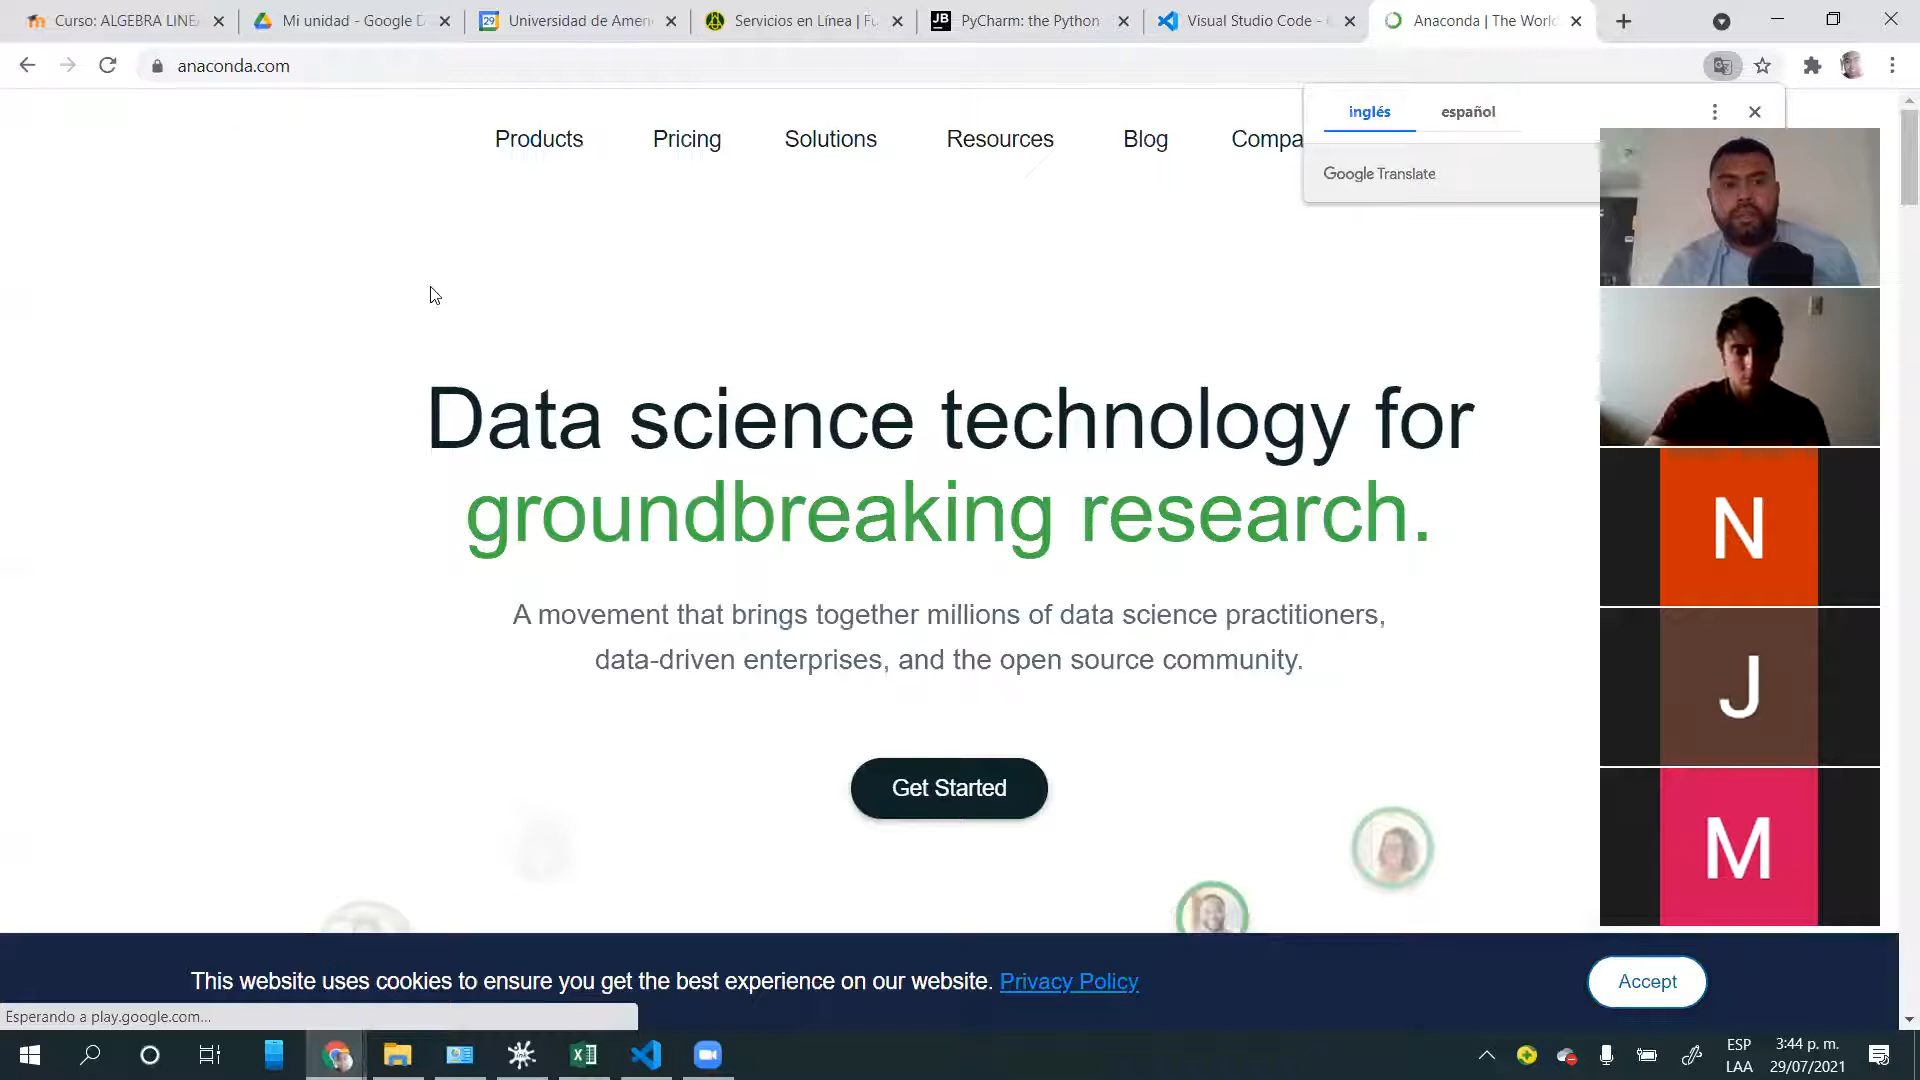 Curso: ALGEBRA LINE
Mi unidad - Google D
29
Universidad de Ameri
Servicios en Línea | Fu
JB
PyCharm: the Python
Visual Studio Code -
Anaconda | The World
anaconda.com
inglés
español
Google Translate
Products
Pricing
Solutions
Resources
Blog
Compa
Data science technology for
groundbreaking research.
A movement that brings together millions of data science practitioners,
data-driven enterprises, and the open source community.
Get Started
N
J
M
This website uses cookies to ensure you get the best experience on our website. Privacy Policy
Accept
Esperando a play.google.com...
ESP
LAA
3:44 p. m.
29/07/2021